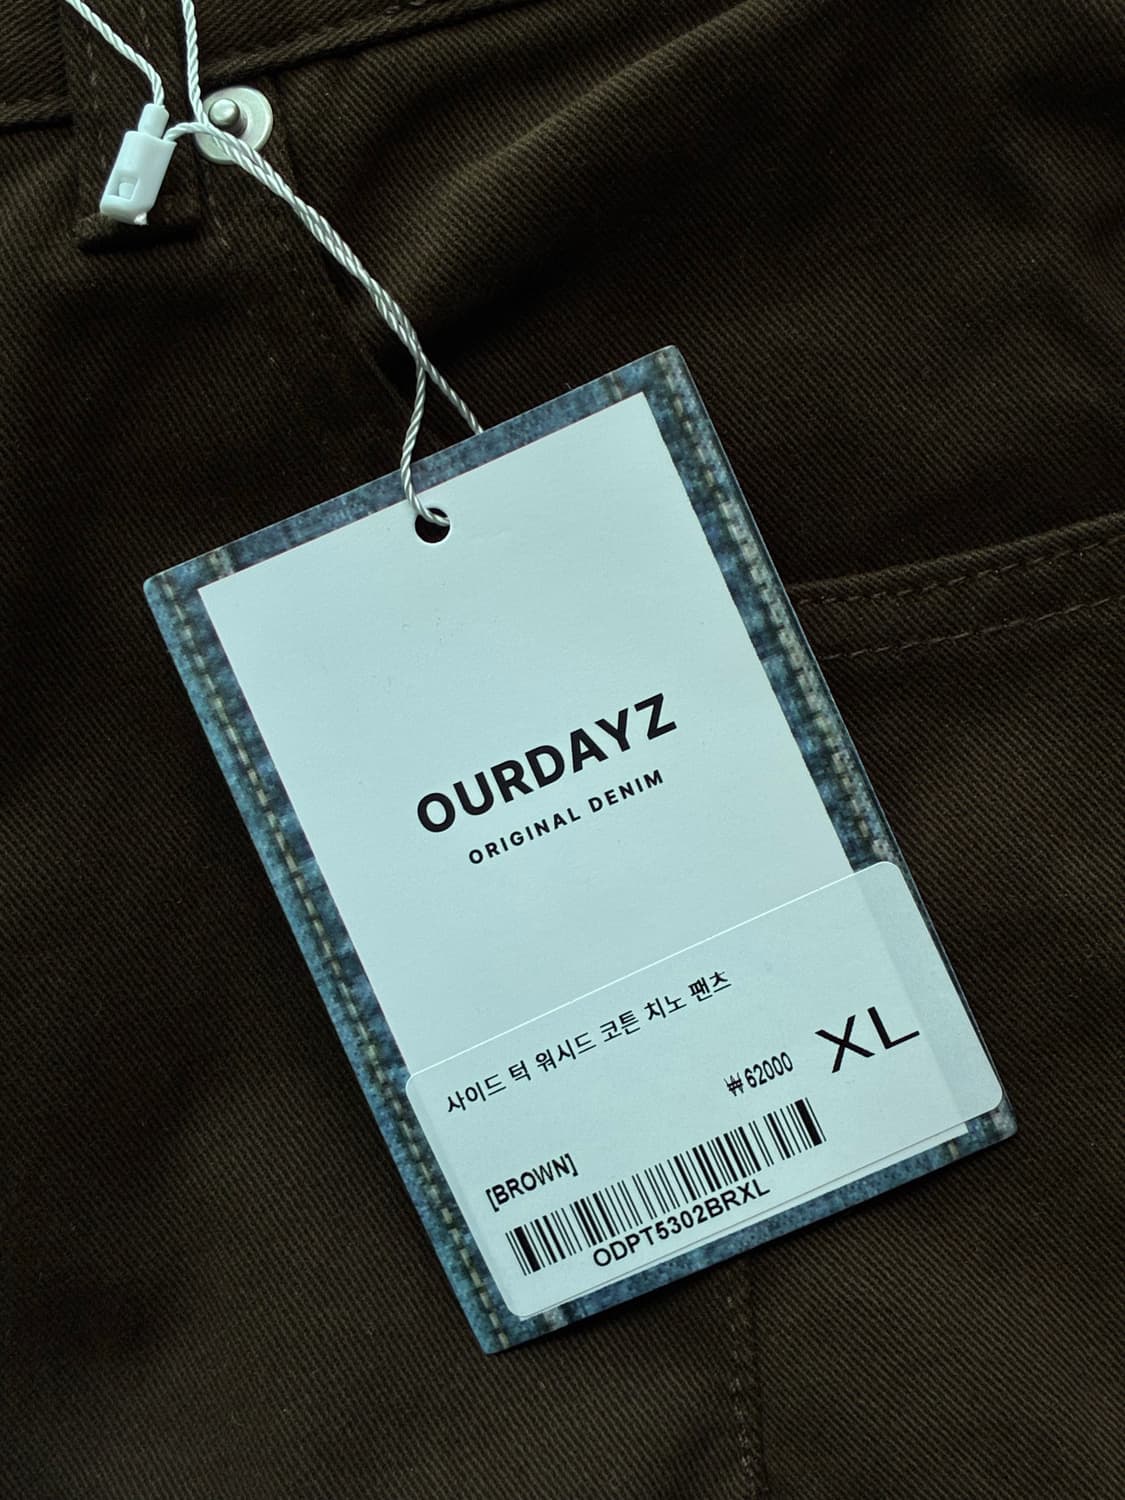 OURDAYZ
ORIGINAL DENIM
사이드 턱 워시드 코튼 치노 팬츠
₩62000
XL
[BROWN]
ODPT5302BRXL